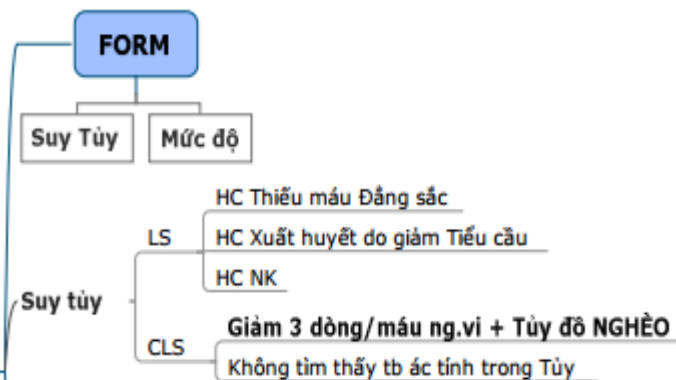 FORM
Suy Tủy
Mức độ
HC Thiếu máu Đẳng sắc
LS
HC Xuất huyết do giảm Tiểu cầu
HC NK
Suy tủy
Giảm 3 dòng/máu ng.vi + Tủy đồ NGHÈO
CLS
Không tìm thấy tb ác tính trong Tủy